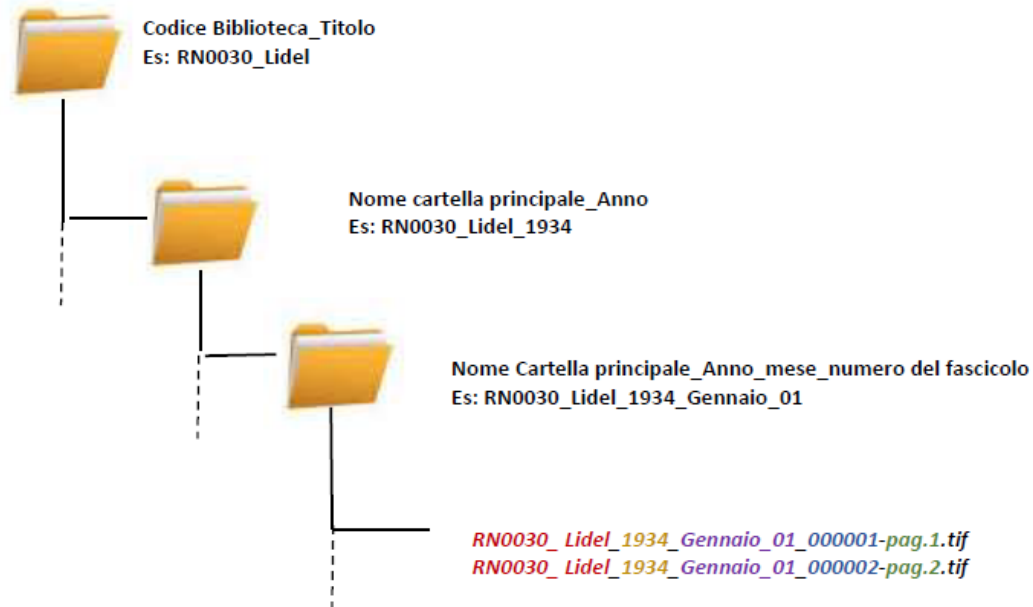 Codice Biblioteca_Titolo
Es: RN0030_Lidel
Nome cartella principale_Anno
Es: RN0030_Lidel_1934
Nome Cartella principale_Anno_mese_numero del fascicolo
Es: RN0030_Lidel_1934_Gennaio_01
RN0030_ Lidel_1934_Gennaio_01_000001-pag.1.tif
RN0030_ Lidel_1934_Gennaio_01_000002-pag.2.tif